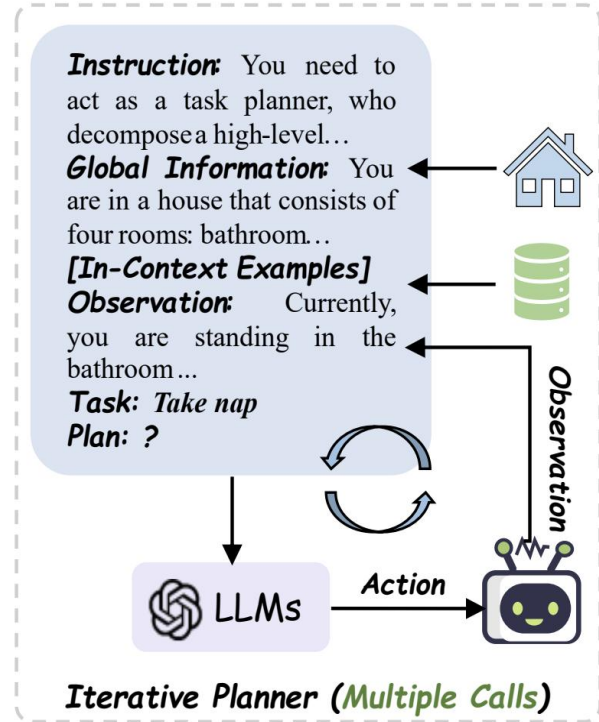 Instruction: You need to
act as a task planner, who
decompose a high-level…
Global Information: You
are in a house that consists of
four rooms: bathroom…
[In-Context Examples]
Observation: Currently,
you are standing in the
bathroom…
Task: Take nap
Plan: ?
Observation
LLMs
Action
Iterative Planner (Multiple Calls)